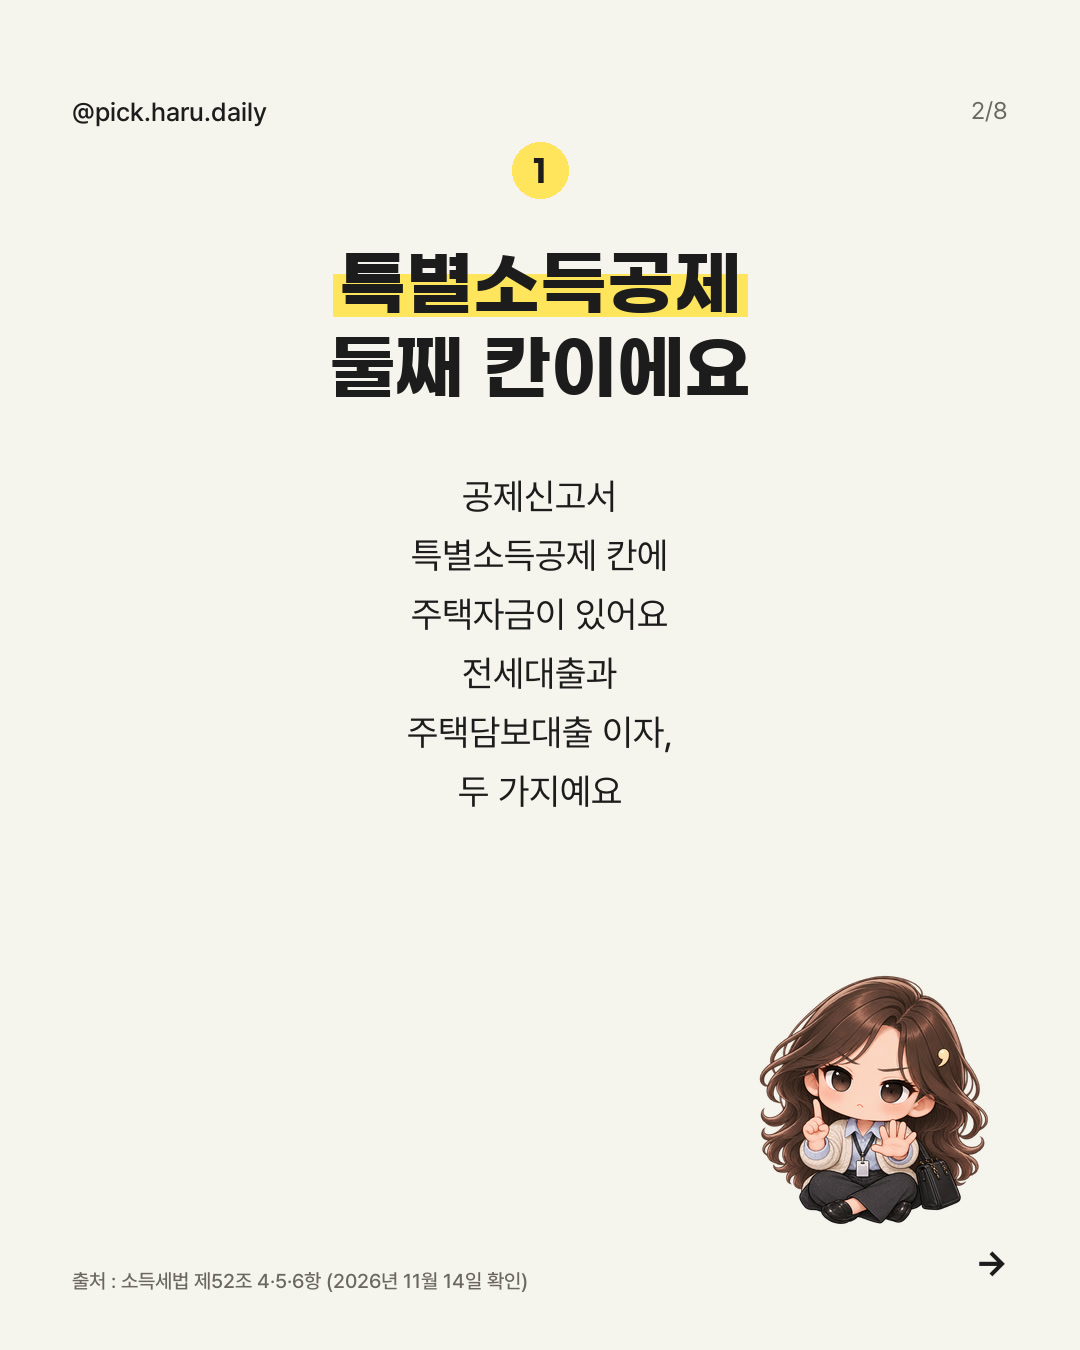 @pick.haru.daily
2/8
1
특별소득공제
둘째 칸이에요
공제신고서
특별소득공제 칸에
주택자금이 있어요
전세대출과
주택담보대출 이자,
두 가지예요
출처 : 소득세법 제52조 4·5·6항 (2026년 11월 14일 확인)
→